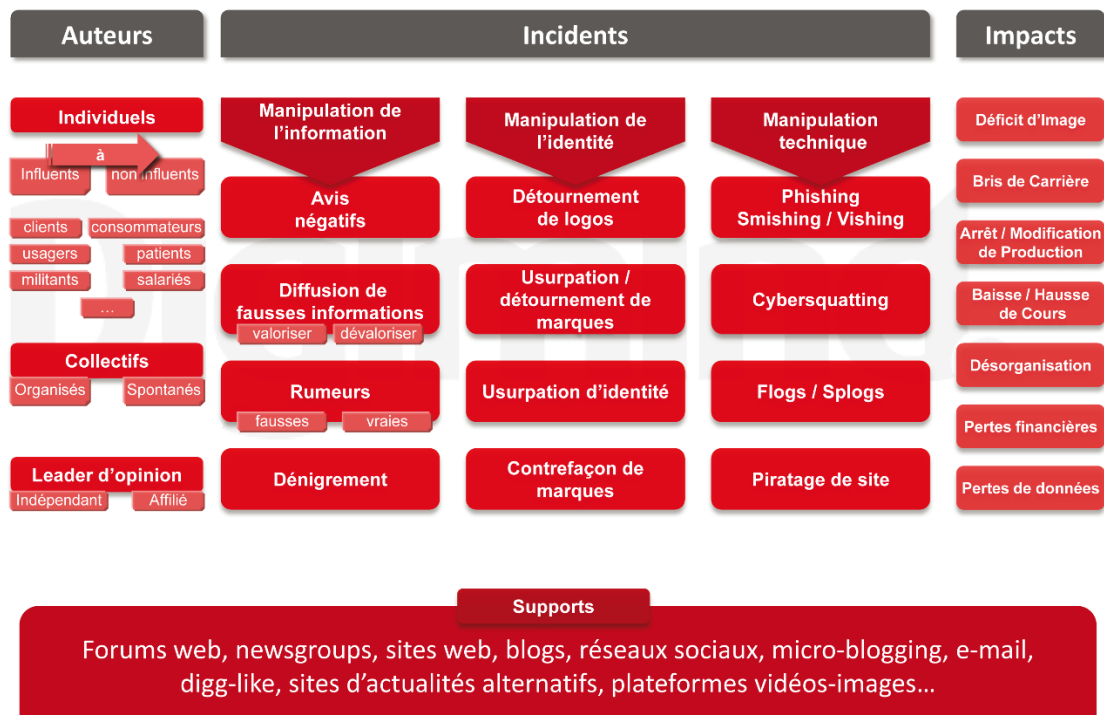 Auteurs
Incidents
Impacts
Individuels
à
Influents
non influents
clients
consommateurs
usagers
patients
militants
salariés
...
Collectifs
Organisés
Spontanés
Leader d’opinion
Indépendant
Affilié
Manipulation de
l’information
Avis
négatifs
Diffusion de
fausses informations
valoriser
dévaloriser
Rumeurs
fausses
vraies
Dénigrement
Manipulation de
l’identité
Détournement
de logos
Usurpation /
détournement de
marques
Usurpation d’identité
Contrefaçon de
marques
Manipulation
technique
Phishing
Smishing / Vishing
Cybersquatting
Flogs / Splogs
Piratage de site
Déficit d’Image
Bris de Carrière
Arrêt / Modification
de Production
Baisse / Hausse
de Cours
Désorganisation
Pertes financières
Pertes de données
Supports
Forums web, newsgroups, sites web, blogs, réseaux sociaux, micro-blogging, e-mail,
digg-like, sites d’actualités alternatifs, plateformes vidéos-images…